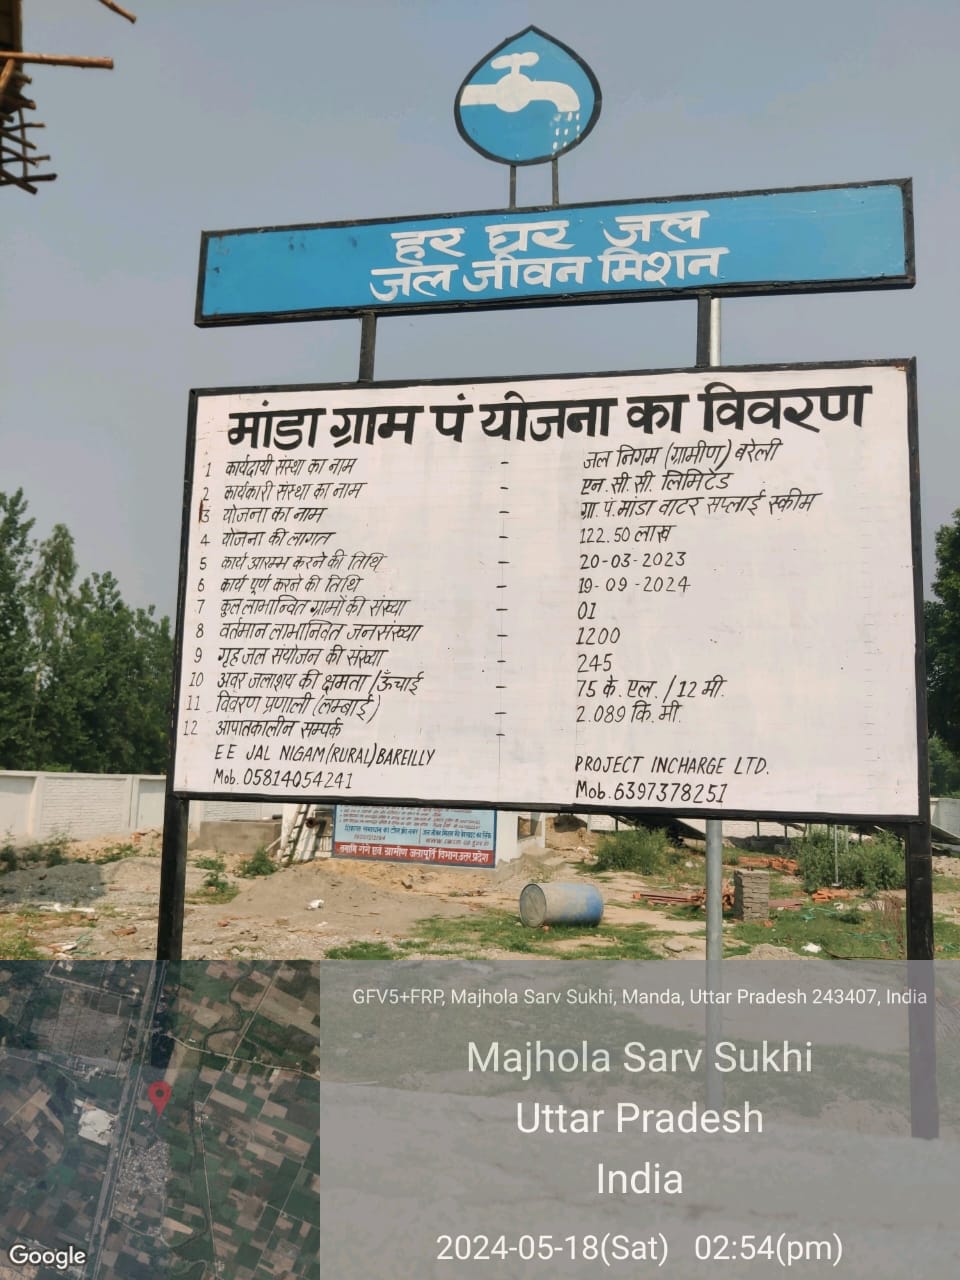 हर घर जल
जल जीवन मिशन
मांडा ग्राम पं योजना का विवरण
1 कार्यदायी संस्था का नाम - जल निगम (ग्रामीण) बरेली
2 कार्यकारी संस्था का नाम - एन.सी.सी. लिमिटेड
3 योजना का नाम - ग्रा.पं.मांडा वाटर सप्लाई स्कीम
4 योजना की लागत - 122.50 लाख
5 कार्य आरम्भ करने की तिथि - 20-03-2023
6 कार्य पूर्ण करने की तिथि - 19-09-2024
7 कुल लाभान्वित ग्रामों की संख्या - 01
8 वर्तमान लाभान्वित जनसंख्या - 1200
9 गृह जल संयोजन की संख्या - 245
10 अवर जलाशय की क्षमता/ऊँचाई - 75 के.एल./12 मी.
11 विवरण प्रणाली (लम्बाई) - 2.089 कि.मी.
12 आपातकालीन सम्पर्क -
EE JAL NIGAM(RURAL)BAREILLY PROJECT INCHARGE LTD.
Mob. 05814054241 Mob.6397378251
ग्रामीण जलापूर्ति विभाग,उत्तर प्रदेश
GFV5+FRP, Majhola Sarv Sukhi, Manda, Uttar Pradesh 243407, India
Majhola Sarv Sukhi
Uttar Pradesh
India
2024-05-18(Sat) 02:54(pm)
Google